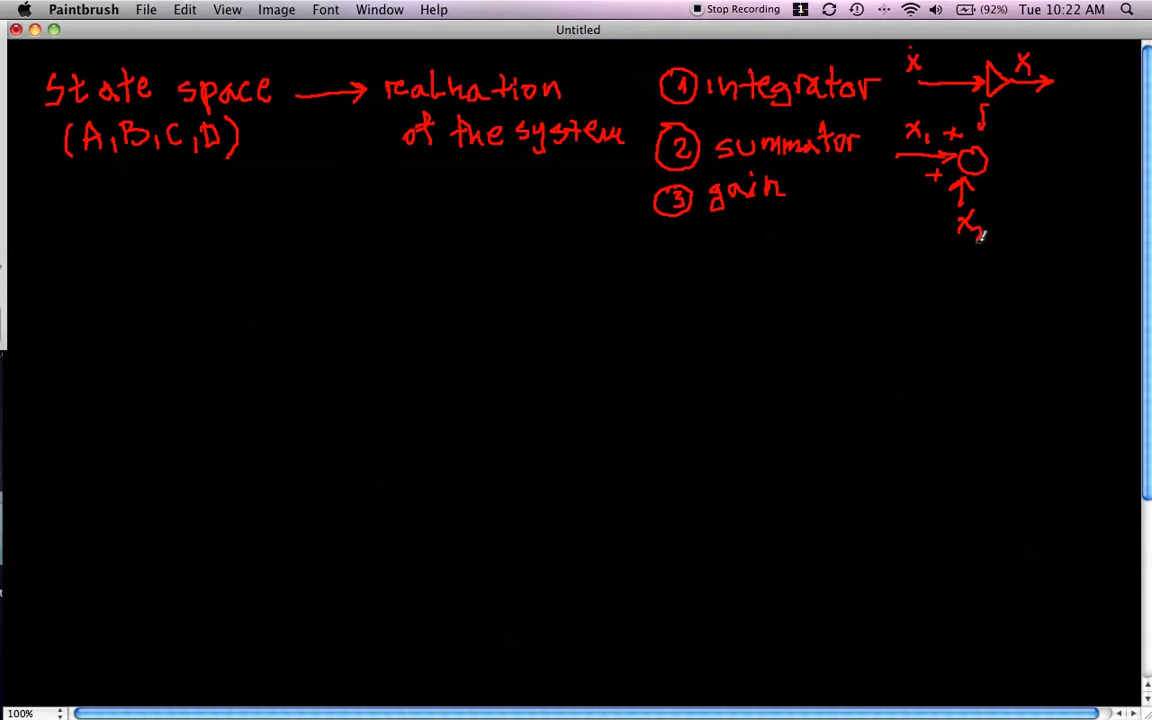 Paintbrush File Edit View Image Font Window Help Stop Recording 1 (92%) Tue 10:22 AM
Untitled
State space → realization
of the system
(A, B, C, D)
① integrator
② summator
③ gain
ẋ x
∫
x₁ +
+
x₂
100%